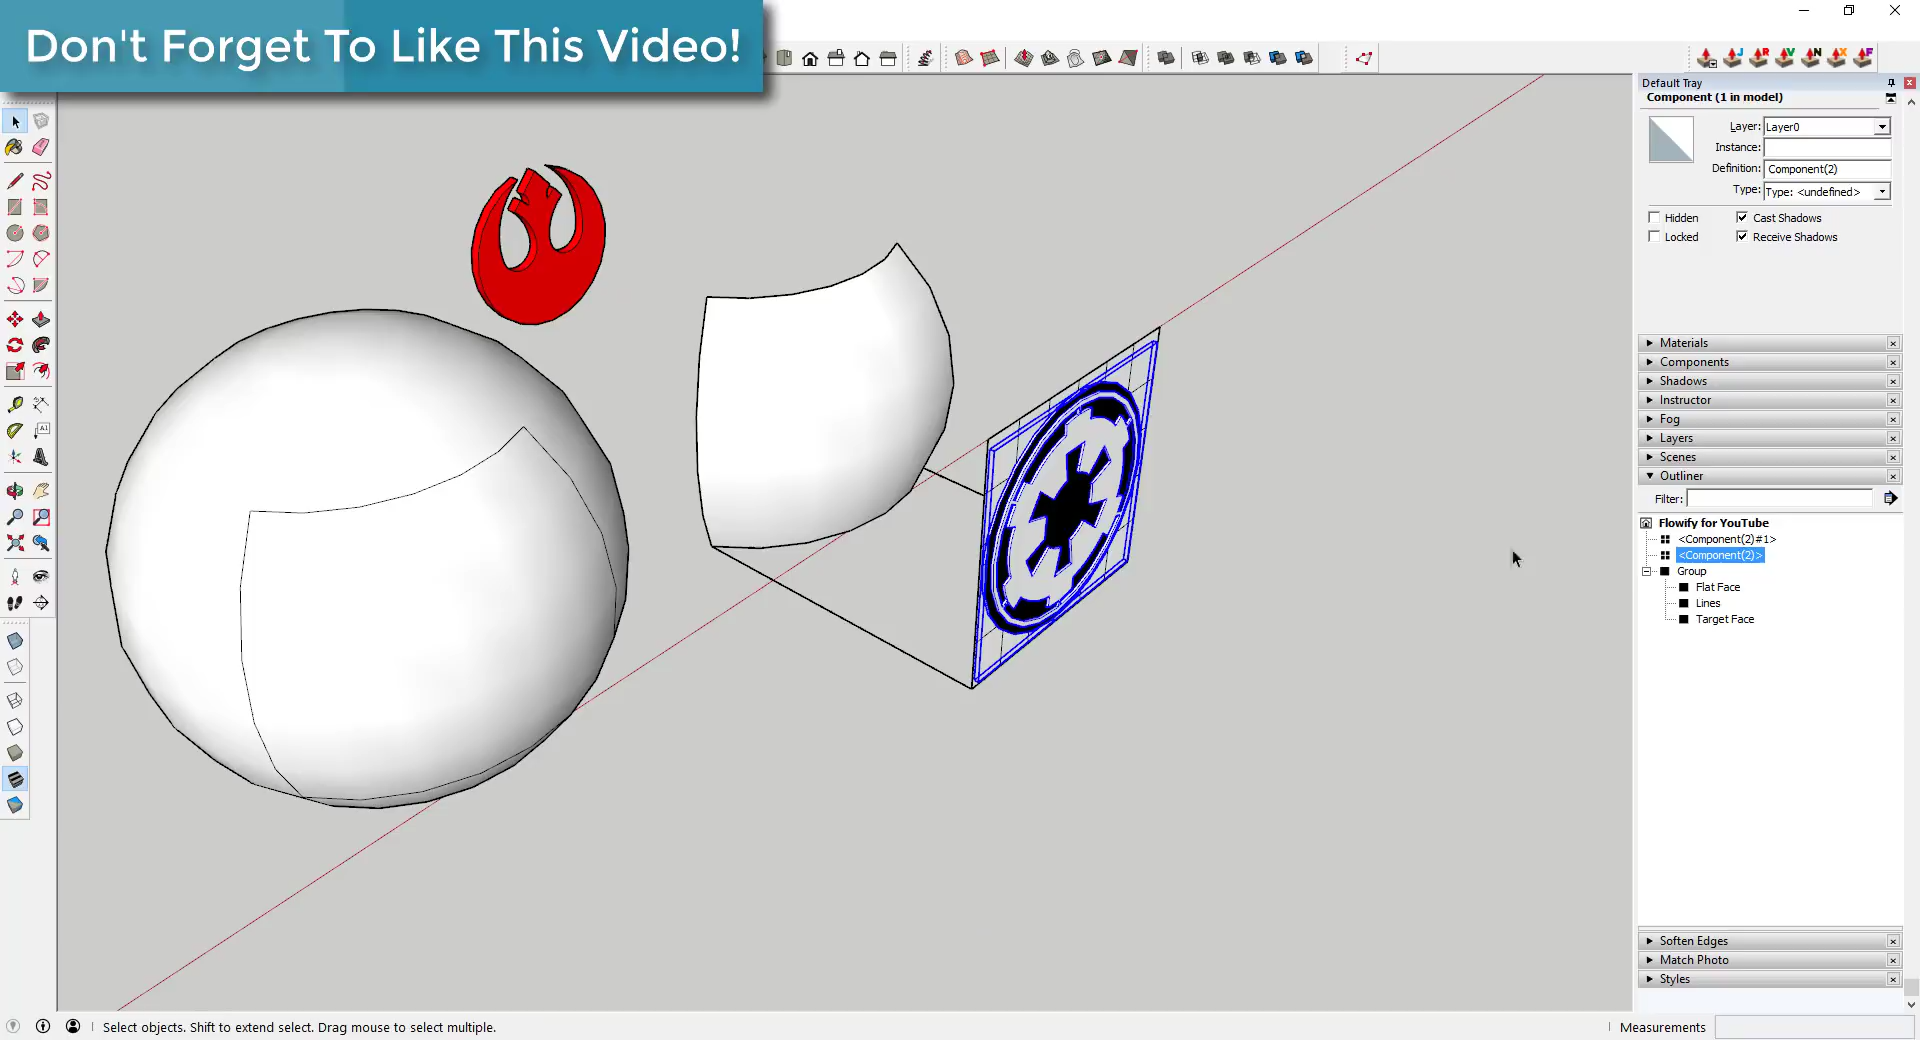 Don't Forget To Like This Video!
Default Tray
Component (1 in model)
Layer: Layer0
Instance:
Definition: Component(2)
Type: Type: <undefined>
Hidden Cast Shadows
Locked Receive Shadows
Materials
Components
Shadows
Instructor
Fog
Layers
Scenes
Outliner
Filter:
Flowify for YouTube
<Component(2)#1>
<Component(2)>
Group
Flat Face
Lines
Target Face
Soften Edges
Match Photo
Styles
Select objects. Shift to extend select. Drag mouse to select multiple.
Measurements